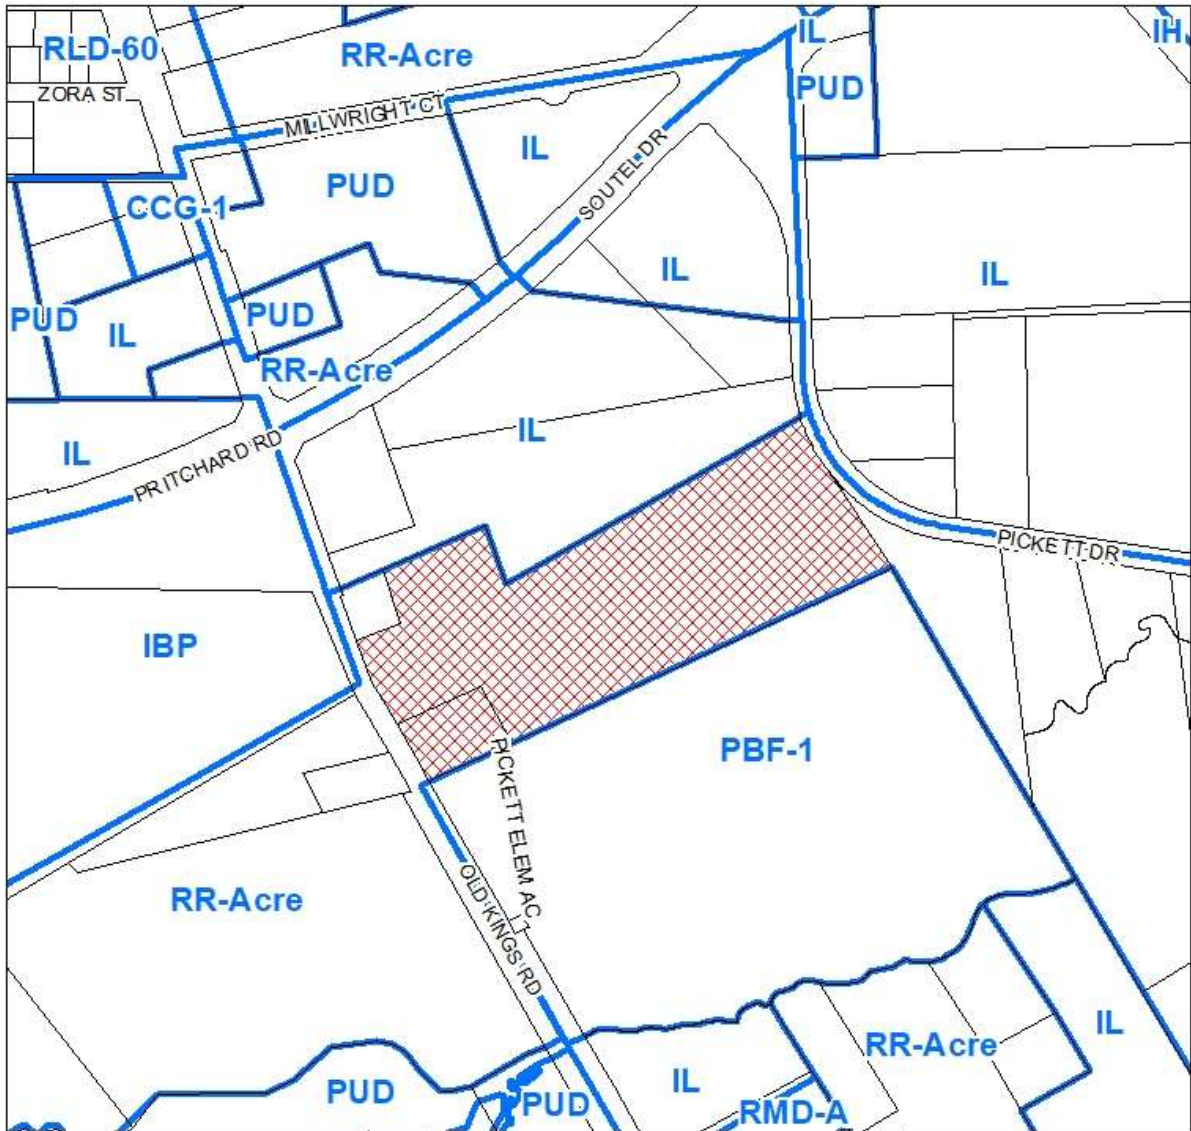 IL
IH
RLD-60
RR-Acre
PUD
ZORA ST
MILLWRIGHT CT
IL
SOUTEL DR
PUD
CCG-1
IL
IL
PUD
PUD
IL
RR-Acre
IL
IL
PRITCHARD RD
PICKETT DR
IBP
PBF-1
PICKETT ELEM AC
RR-Acre
OLD KINGS RD
IL
RR-Acre
IL
PUD
PUD
RMD-A